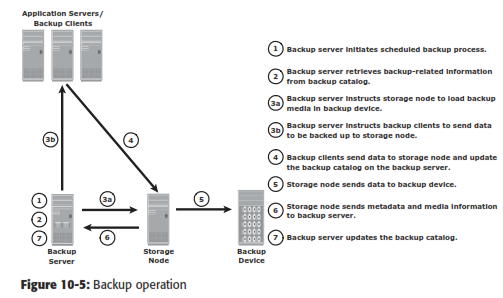 Application Servers/
Backup Clients
1 Backup server initiates scheduled backup process.
2 Backup server retrieves backup-related information
from backup catalog.
3a Backup server instructs storage node to load backup
media in backup device.
3b Backup server instructs backup clients to send data
to be backed up to storage node.
4 Backup clients send data to storage node and update
the backup catalog on the backup server.
5 Storage node sends data to backup device.
6 Storage node sends metadata and media information
to backup server.
7 Backup server updates the backup catalog.
3b
4
1
2
7
3a
6
5
Backup
Server
Storage
Node
Backup
Device
Figure 10-5: Backup operation